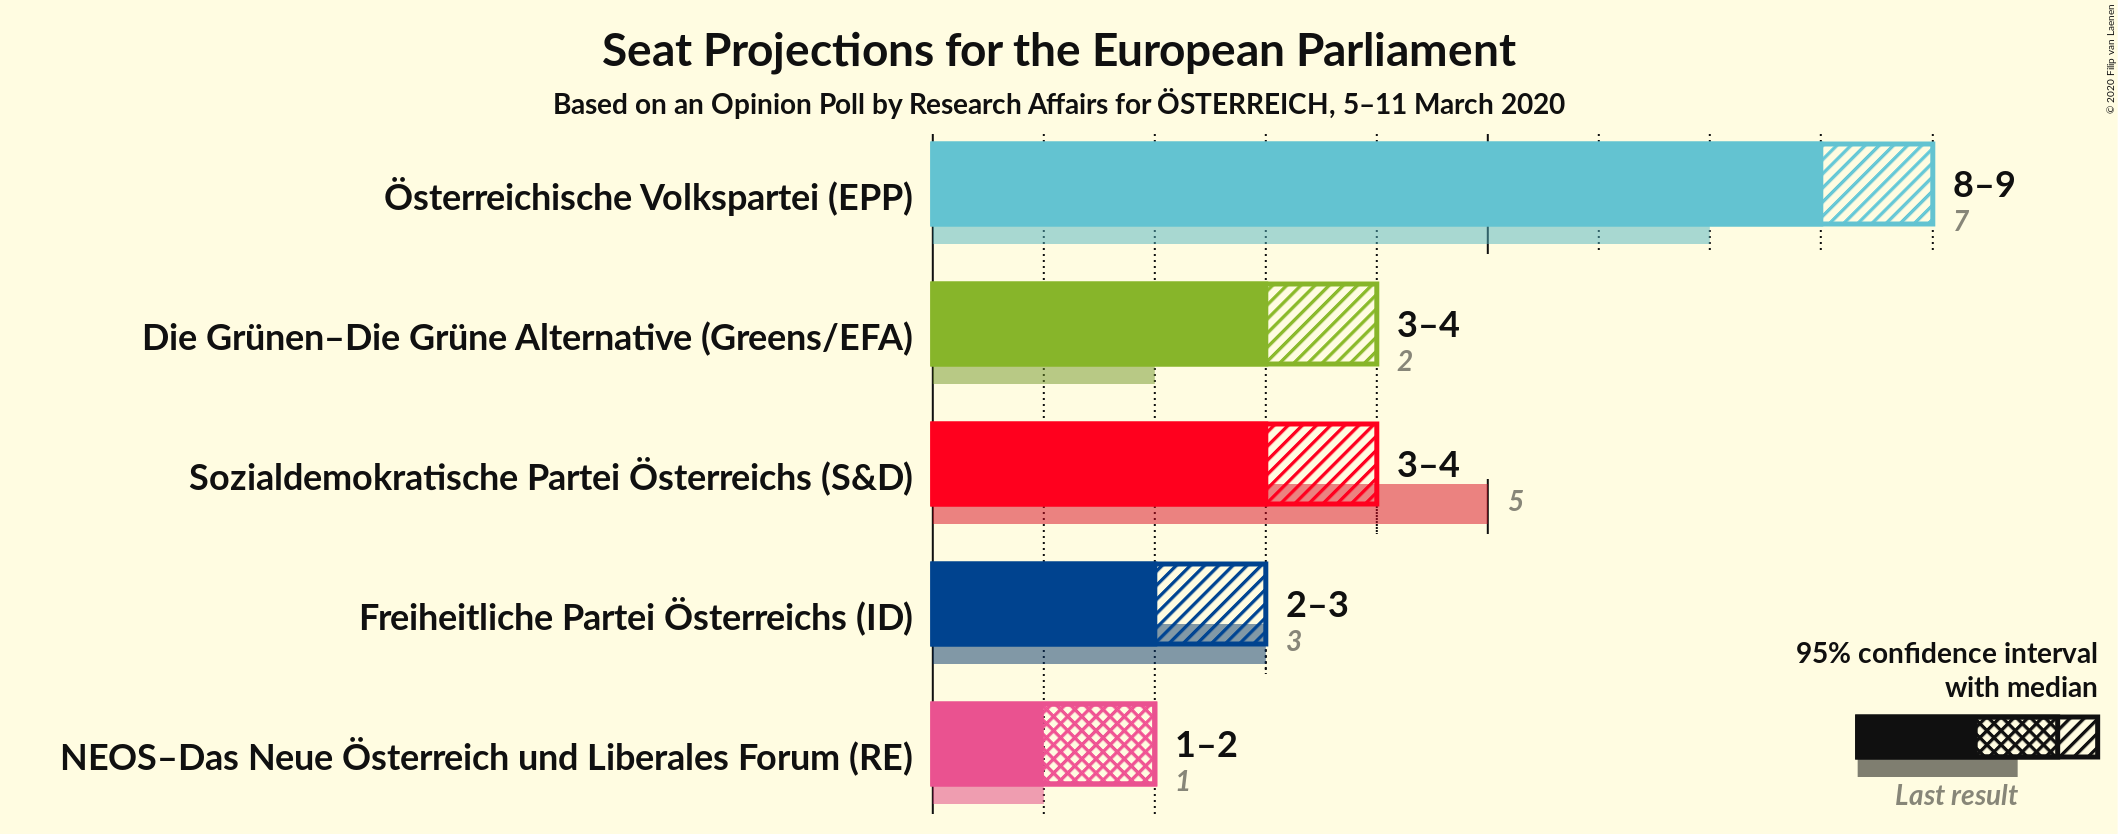 Seat Projections for the European Parliament
Based on an Opinion Poll by Research Affairs for ÖSTERREICH, 5–11 March 2020
© 2020 Filip van Laenen
Österreichische Volkspartei (EPP)
8–9
7
Die Grünen–Die Grüne Alternative (Greens/EFA)
3–4
2
Sozialdemokratische Partei Österreichs (S&D)
3–4
5
Freiheitliche Partei Österreichs (ID)
2–3
3
NEOS–Das Neue Österreich und Liberales Forum (RE)
1–2
1
95% confidence interval
with median
Last result